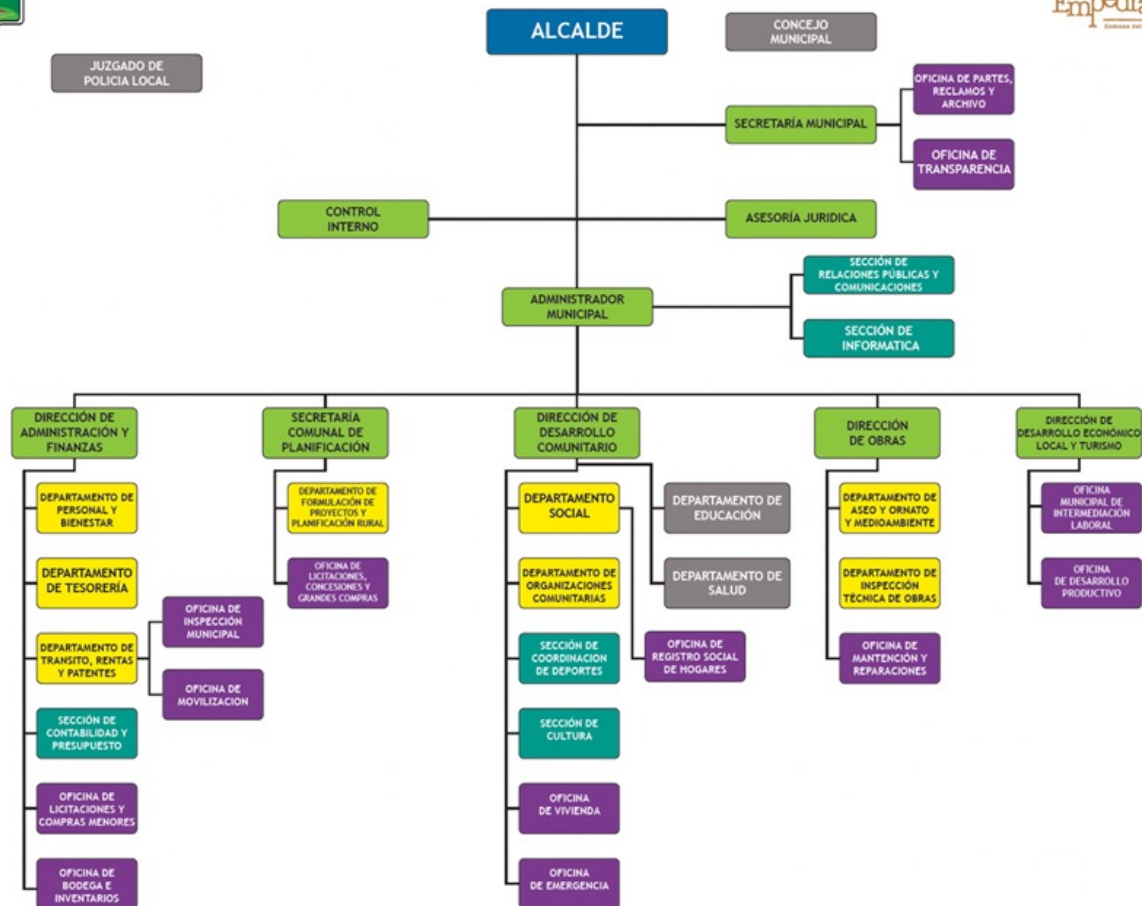 ALCALDE
CONCEJO
MUNICIPAL
JUZGADO DE
POLICIA LOCAL
SECRETARÍA MUNICIPAL
OFICINA DE PARTES,
RECLAMOS Y
ARCHIVO
OFICINA DE
TRANSPARENCIA
CONTROL
INTERNO
ASESORÍA JURIDICA
ADMINISTRADOR
MUNICIPAL
SECCIÓN DE
RELACIONES PÚBLICAS Y
COMUNICACIONES
SECCIÓN DE
INFORMATICA
DIRECCIÓN DE
ADMINISTRACIÓN Y
FINANZAS
DEPARTAMENTO DE
PERSONAL Y
BIENESTAR
DEPARTAMENTO
DE TESORERÍA
DEPARTAMENTO DE
TRANSITO, RENTAS
Y PATENTES
OFICINA DE
INSPECCIÓN
MUNICIPAL
OFICINA DE
MOVILIZACION
SECCIÓN DE
CONTABILIDAD Y
PRESUPUESTO
OFICINA DE
LICITACIONES Y
COMPRAS MENORES
OFICINA DE
BODEGA E
INVENTARIOS
SECRETARÍA
COMUNAL DE
PLANIFICACIÓN
DEPARTAMENTO DE
FORMULACIÓN DE
PROYECTOS Y
PLANIFICACIÓN RURAL
OFICINA DE
LICITACIONES,
CONCESIONES Y
GRANDES COMPRAS
DIRECCIÓN DE
DESARROLLO
COMUNITARIO
DEPARTAMENTO
SOCIAL
DEPARTAMENTO DE
ORGANIZACIONES
COMUNITARIAS
SECCIÓN DE
COORDINACION
DE DEPORTES
SECCIÓN DE
CULTURA
OFICINA
DE VIVIENDA
OFICINA
DE EMERGENCIA
DEPARTAMENTO DE
EDUCACIÓN
DEPARTAMENTO DE
SALUD
OFICINA DE
REGISTRO SOCIAL
DE HOGARES
DIRECCIÓN
DE OBRAS
DEPARTAMENTO DE
ASEO Y ORNATO
Y MEDIOAMBIENTE
DEPARTAMENTO DE
INSPECCIÓN
TÉCNICA DE OBRAS
OFICINA DE
MANTENCIÓN Y
REPARACIONES
DIRECCIÓN DE
DESARROLLO ECONÓMICO
LOCAL Y TURISMO
OFICINA
MUNICIPAL DE
INTERMEDIACIÓN
LABORAL
OFICINA
DE DESARROLLO
PRODUCTIVO